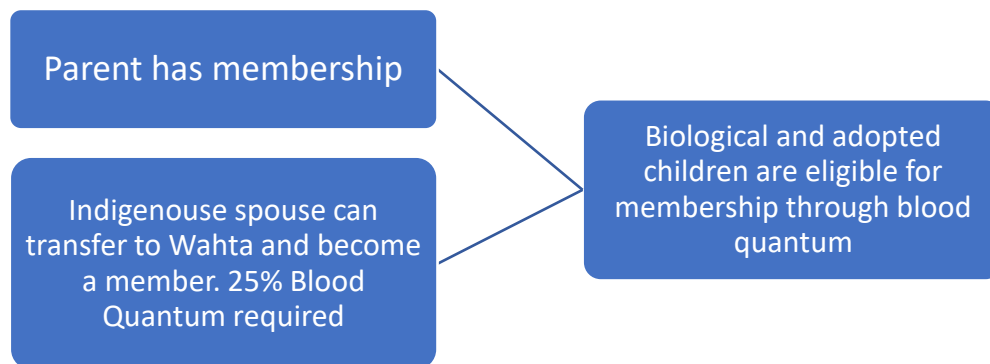 Parent has membership
Indigenouse spouse can
transfer to Wahta and become
a member. 25% Blood
Quantum required
Biological and adopted
children are eligible for
membership through blood
quantum